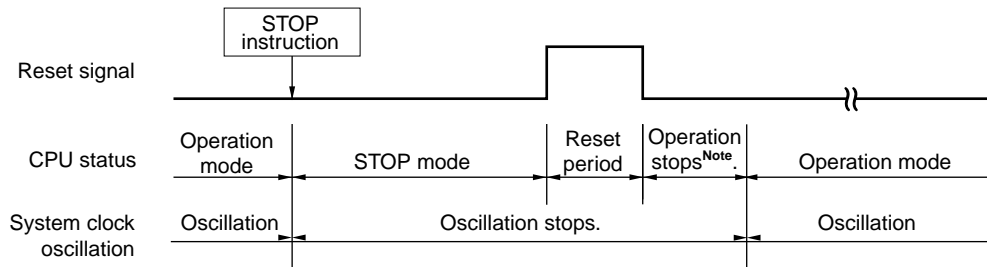 STOP
instruction
Reset signal
CPU status
Operation
mode
STOP mode
Reset
period
Operation
stopsNote.
Operation mode
System clock
oscillation
Oscillation
Oscillation stops.
Oscillation